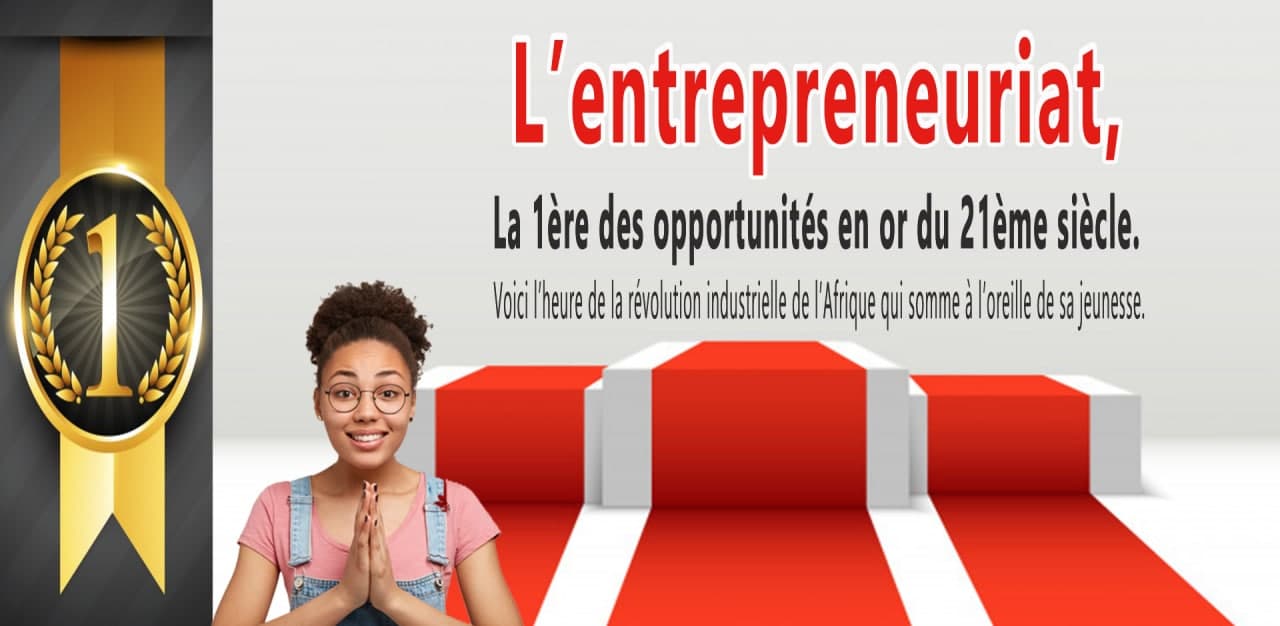 1
L'entrepreneuriat,
La 1ère des opportunités en or du 21ème siècle.
Voici l'heure de la révolution industrielle de l'Afrique qui somme à l'oreille de sa jeunesse.